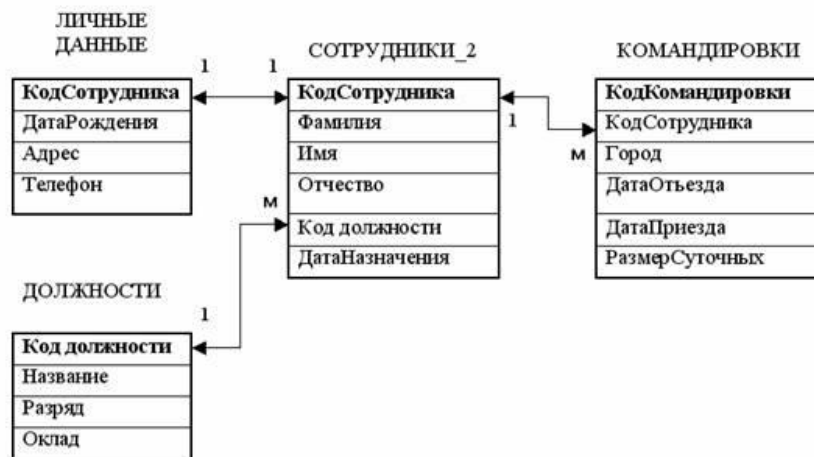 ЛИЧНЫЕ
ДАННЫЕ
1
КодСотрудника
ДатаРождения
Адрес
Телефон
СОТРУДНИКИ_2
1
КодСотрудника
1
Фамилия
Имя
Отчество
м
Код должности
ДатаНазначения
КОМАНДИРОВКИ
КодКомандировки
КодСотрудника
м
Город
ДатаОтьезда
ДатаПриезда
РазмерСуточных
ДОЛЖНОСТИ
1
Код должности
Название
Разряд
Оклад